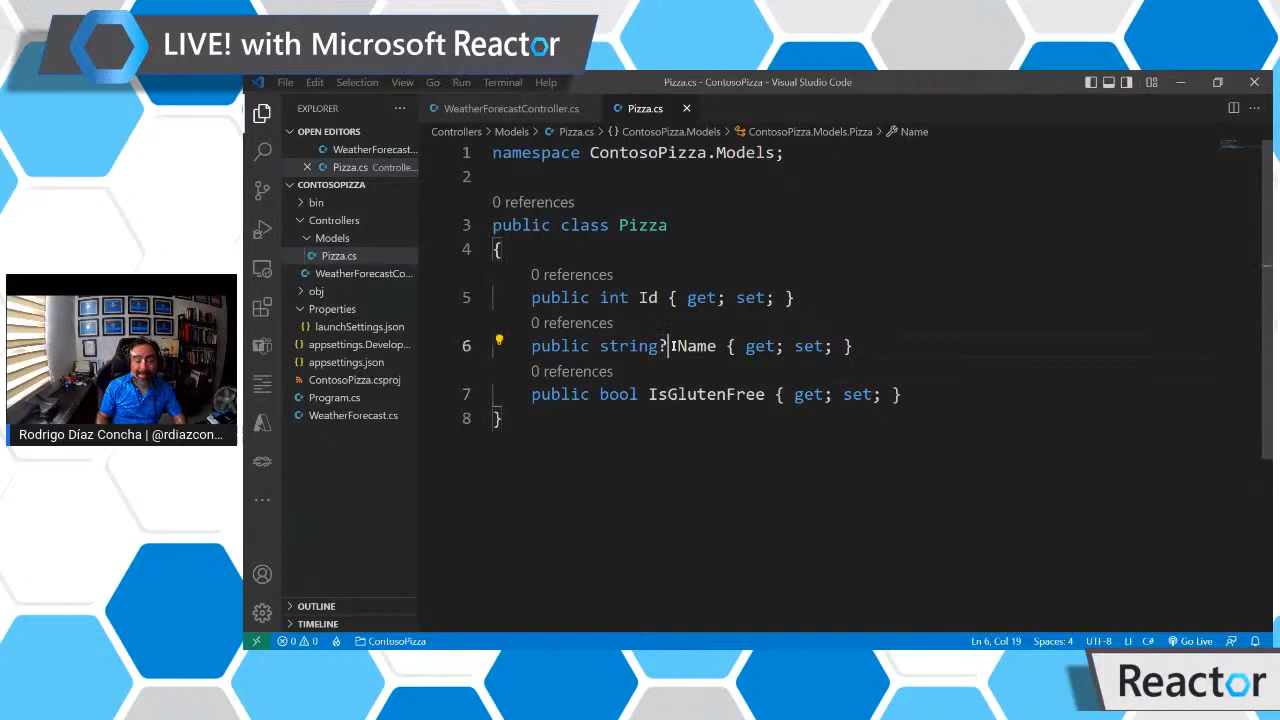 LIVE! with Microsoft Reactor
File Edit Selection View Go Run Terminal Help
Pizza.cs - ContosoPizza - Visual Studio Code
EXPLORER
OPEN EDITORS
WeatherForecast...
Pizza.cs Controlle...
CONTOSOPIZZA
bin
Controllers
Models
Pizza.cs
WeatherForecastCo...
obj
Properties
launchSettings.json
appsettings.Develop...
appsettings.json
ContosoPizza.csproj
Program.cs
WeatherForecast.cs
OUTLINE
TIMELINE
WeatherForecastController.cs
Pizza.cs
Controllers > Models > Pizza.cs > {} ContosoPizza.Models > ContosoPizza.Models.Pizza > Name
1 namespace ContosoPizza.Models;
2
0 references
3 public class Pizza
4 {
0 references
5 public int Id { get; set; }
0 references
6 public string? Name { get; set; }
0 references
7 public bool IsGlutenFree { get; set; }
8 }
0 0 ContosoPizza
Ln 6, Col 19 Spaces: 4 UTF-8 LF C# Go Live
Rodrigo Díaz Concha | @rdiazcon...
Reactor